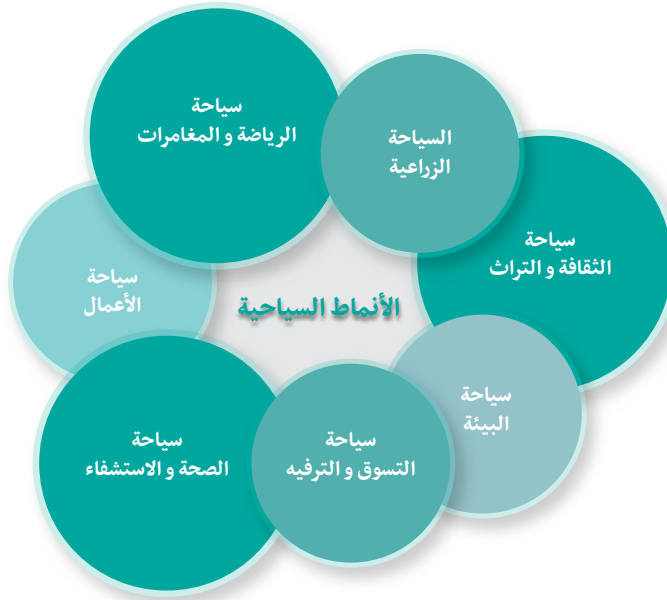 سياحة
الرياضة و المغامرات
السياحة
الزراعية
سياحة
الثقافة و التراث
سياحة
الأعمال
الأنماط السياحية
سياحة
البيئة
سياحة
التسوق و الترفيه
سياحة
الصحة و الاستشفاء